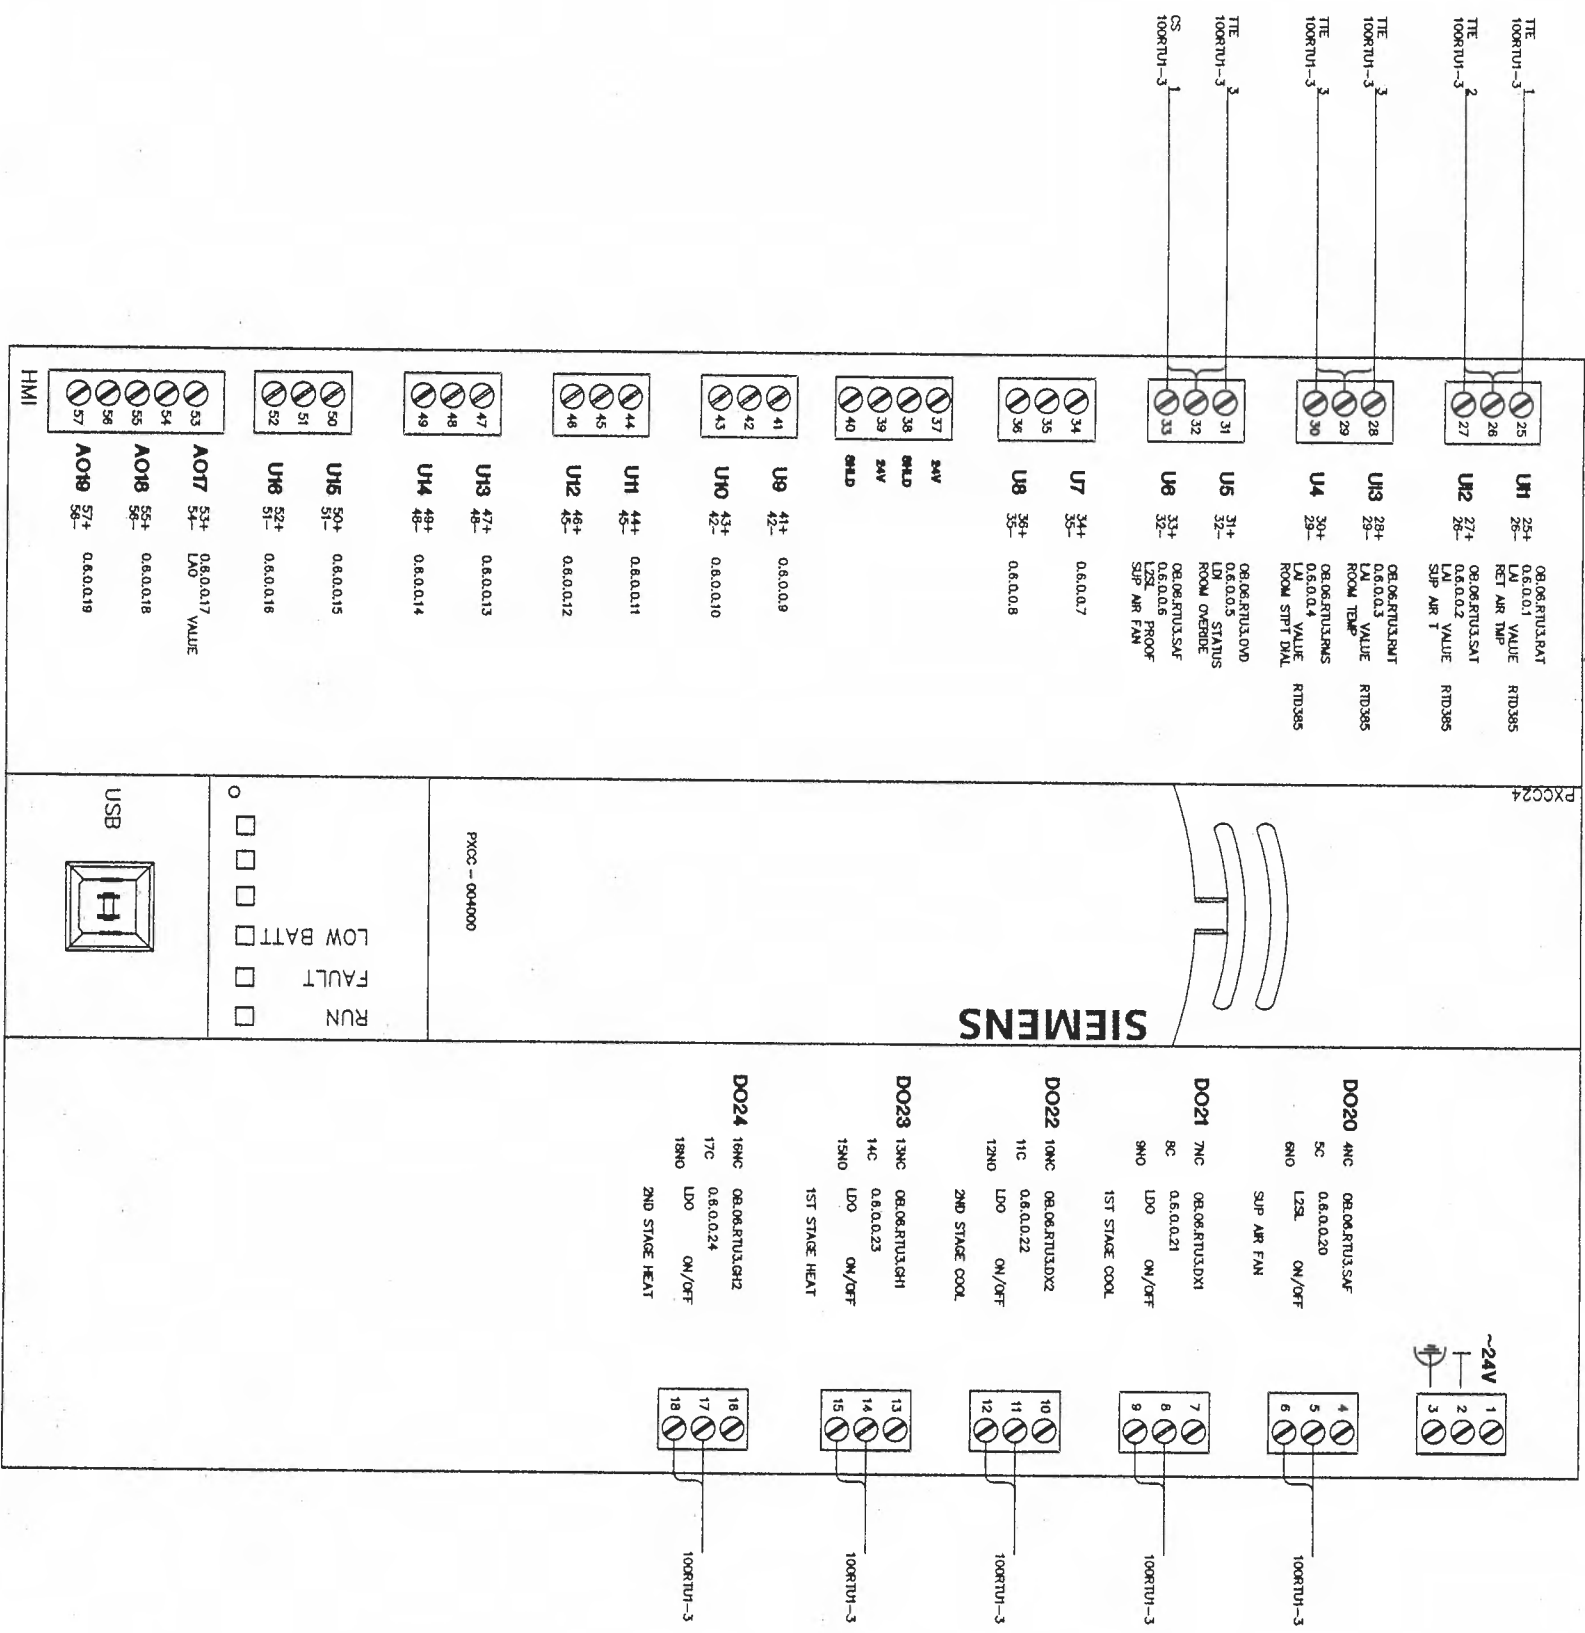 TTE 1
100RTU1-3
TTE 2
100RTU1-3
TTE 3
100RTU1-3
TTE 3
100RTU1-3
TTE 3
100RTU1-3
CS 1
100RTU1-3
25
26
27
28
29
30
31
32
33
34
35
36
37
38
39
40
41
42
43
44
45
46
47
48
49
50
51
52
53
54
55
56
57
HMI
UI1 25+ OB.06.RTU3.RAT
26- 0.6.0.0.1
LAI VALUE RTD385
RET AIR TMP
UI2 27+ OB.06.RTU3.SAT
26- 0.6.0.0.2
LAI VALUE RTD385
SUP AIR T
UI3 28+ OB.06.RTU3.RMT
29- 0.6.0.0.3
LAI VALUE RTD385
ROOM TEMP
U4 30+ OB.06.RTU3.RMS
29- 0.6.0.0.4
LAI VALUE RTD385
ROOM STPT DIAL
U5 31+ OB.06.RTU3.OVD
32- 0.6.0.0.5
LDI STATUS
ROOM OVERIDE
U6 33+ OB.06.RTU3.SAF
32- 0.6.0.0.6
L2SL PROOF
SUP AIR FAN
U7 34+ 0.6.0.0.7
35-
U8 36+ 0.6.0.0.8
35-
24V
SHLD
24V
SHLD
U9 41+ 0.6.0.0.9
42-
U10 43+ 0.6.0.0.10
42-
U11 44+ 0.6.0.0.11
45-
U12 46+ 0.6.0.0.12
45-
U13 47+ 0.6.0.0.13
48-
U14 49+ 0.6.0.0.14
48-
U15 50+ 0.6.0.0.15
51-
U16 52+ 0.6.0.0.16
51-
AO17 53+ 0.6.0.0.17
54- LAO VALUE
AO18 55+ 0.6.0.0.18
56-
AO19 57+ 0.6.0.0.19
56-
PXCC24
SIEMENS
PXCC - 004000
USB
LOW BATT
FAULT
RUN
~24V
1
2
3
DO20 4NC OB.06.RTU3.SAF
5C 0.6.0.0.20
6NO L2SL ON/OFF
SUP AIR FAN
4
5
6
100RTU1-3
DO21 7NC OB.06.RTU3.DX1
8C 0.6.0.0.21
9NO LDO ON/OFF
1ST STAGE COOL
7
8
9
100RTU1-3
DO22 10NC OB.06.RTU3.DX2
11C 0.6.0.0.22
12NO LDO ON/OFF
2ND STAGE COOL
10
11
12
100RTU1-3
DO23 13NC OB.06.RTU3.GH1
14C 0.6.0.0.23
15NO LDO ON/OFF
1ST STAGE HEAT
13
14
15
100RTU1-3
DO24 16NC OB.06.RTU3.GH2
17C 0.6.0.0.24
18NO LDO ON/OFF
2ND STAGE HEAT
16
17
18
100RTU1-3